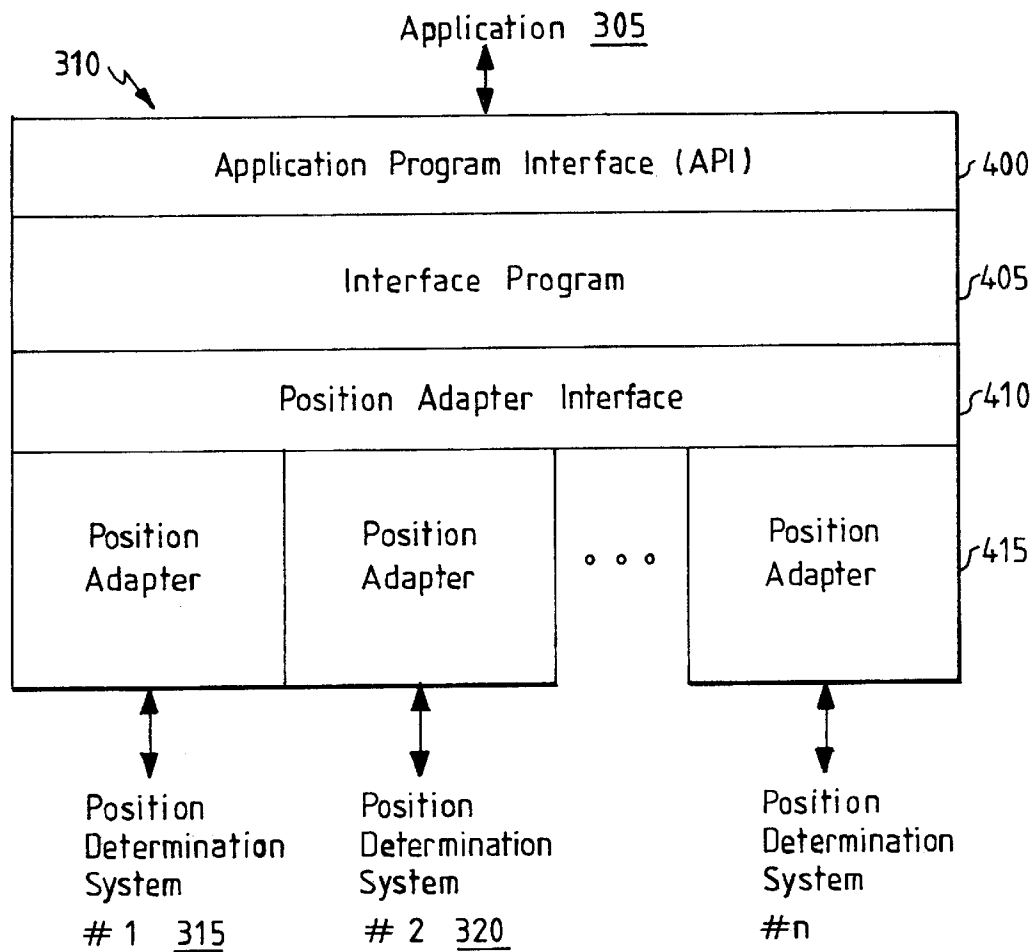 Application 305
310
Application Program Interface (API)
400
Interface Program
405
Position Adapter Interface
410
Position
Adapter
Position
Adapter
Position
Adapter
415
Position
Determination
System
# 1 315
Position
Determination
System
# 2 320
Position
Determination
System
#n